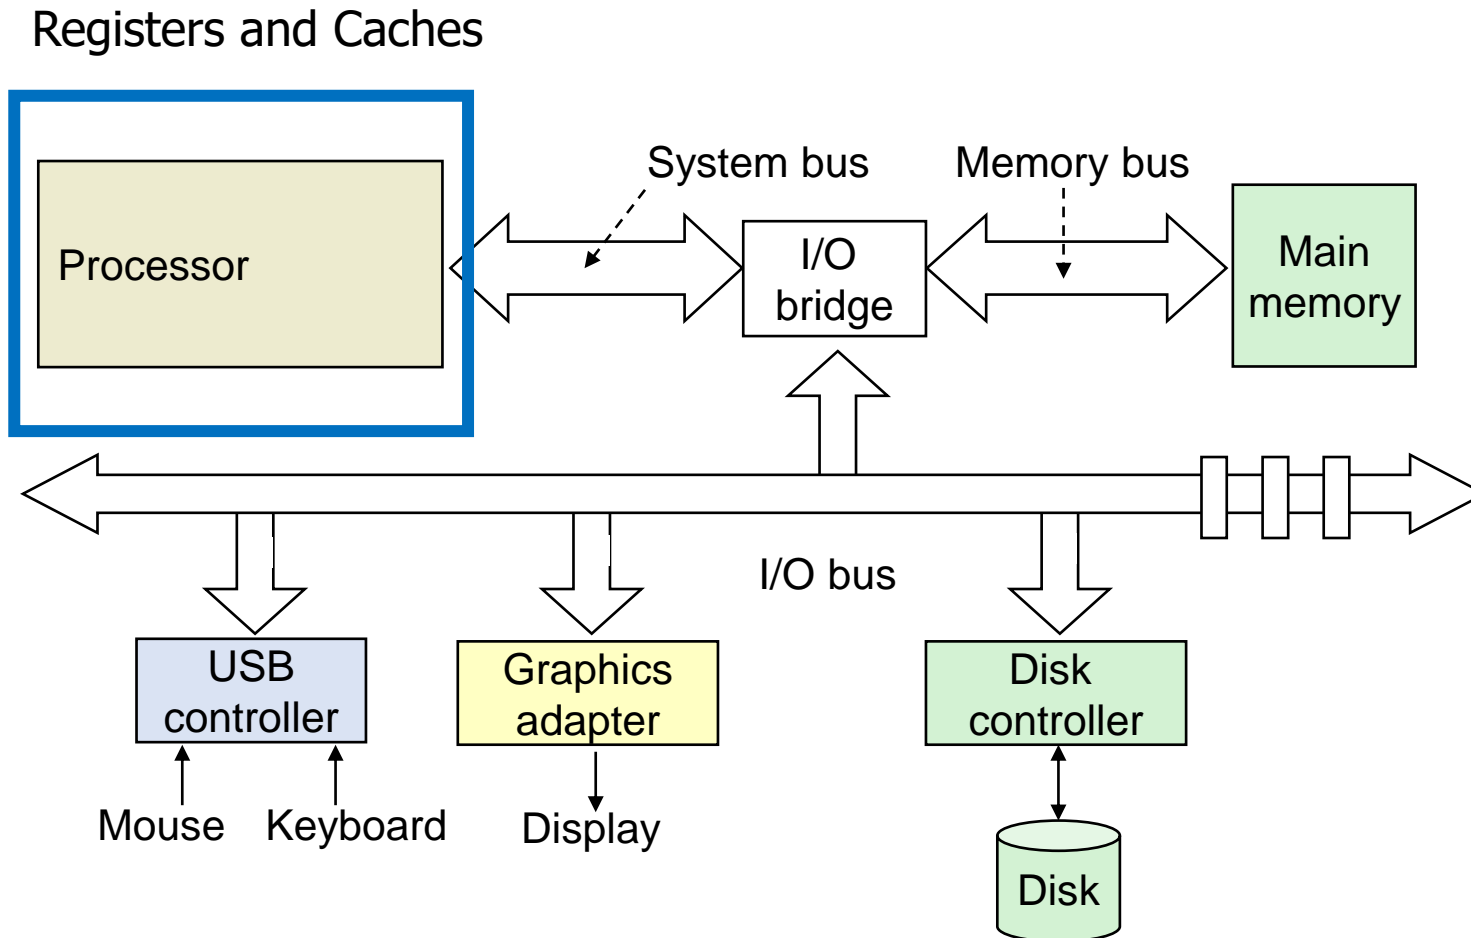 Registers and Caches
System bus
Memory bus
Processor
I/O
bridge
Main
memory
I/O bus
USB
controller
Graphics
adapter
Disk
controller
Mouse
Keyboard
Display
Disk